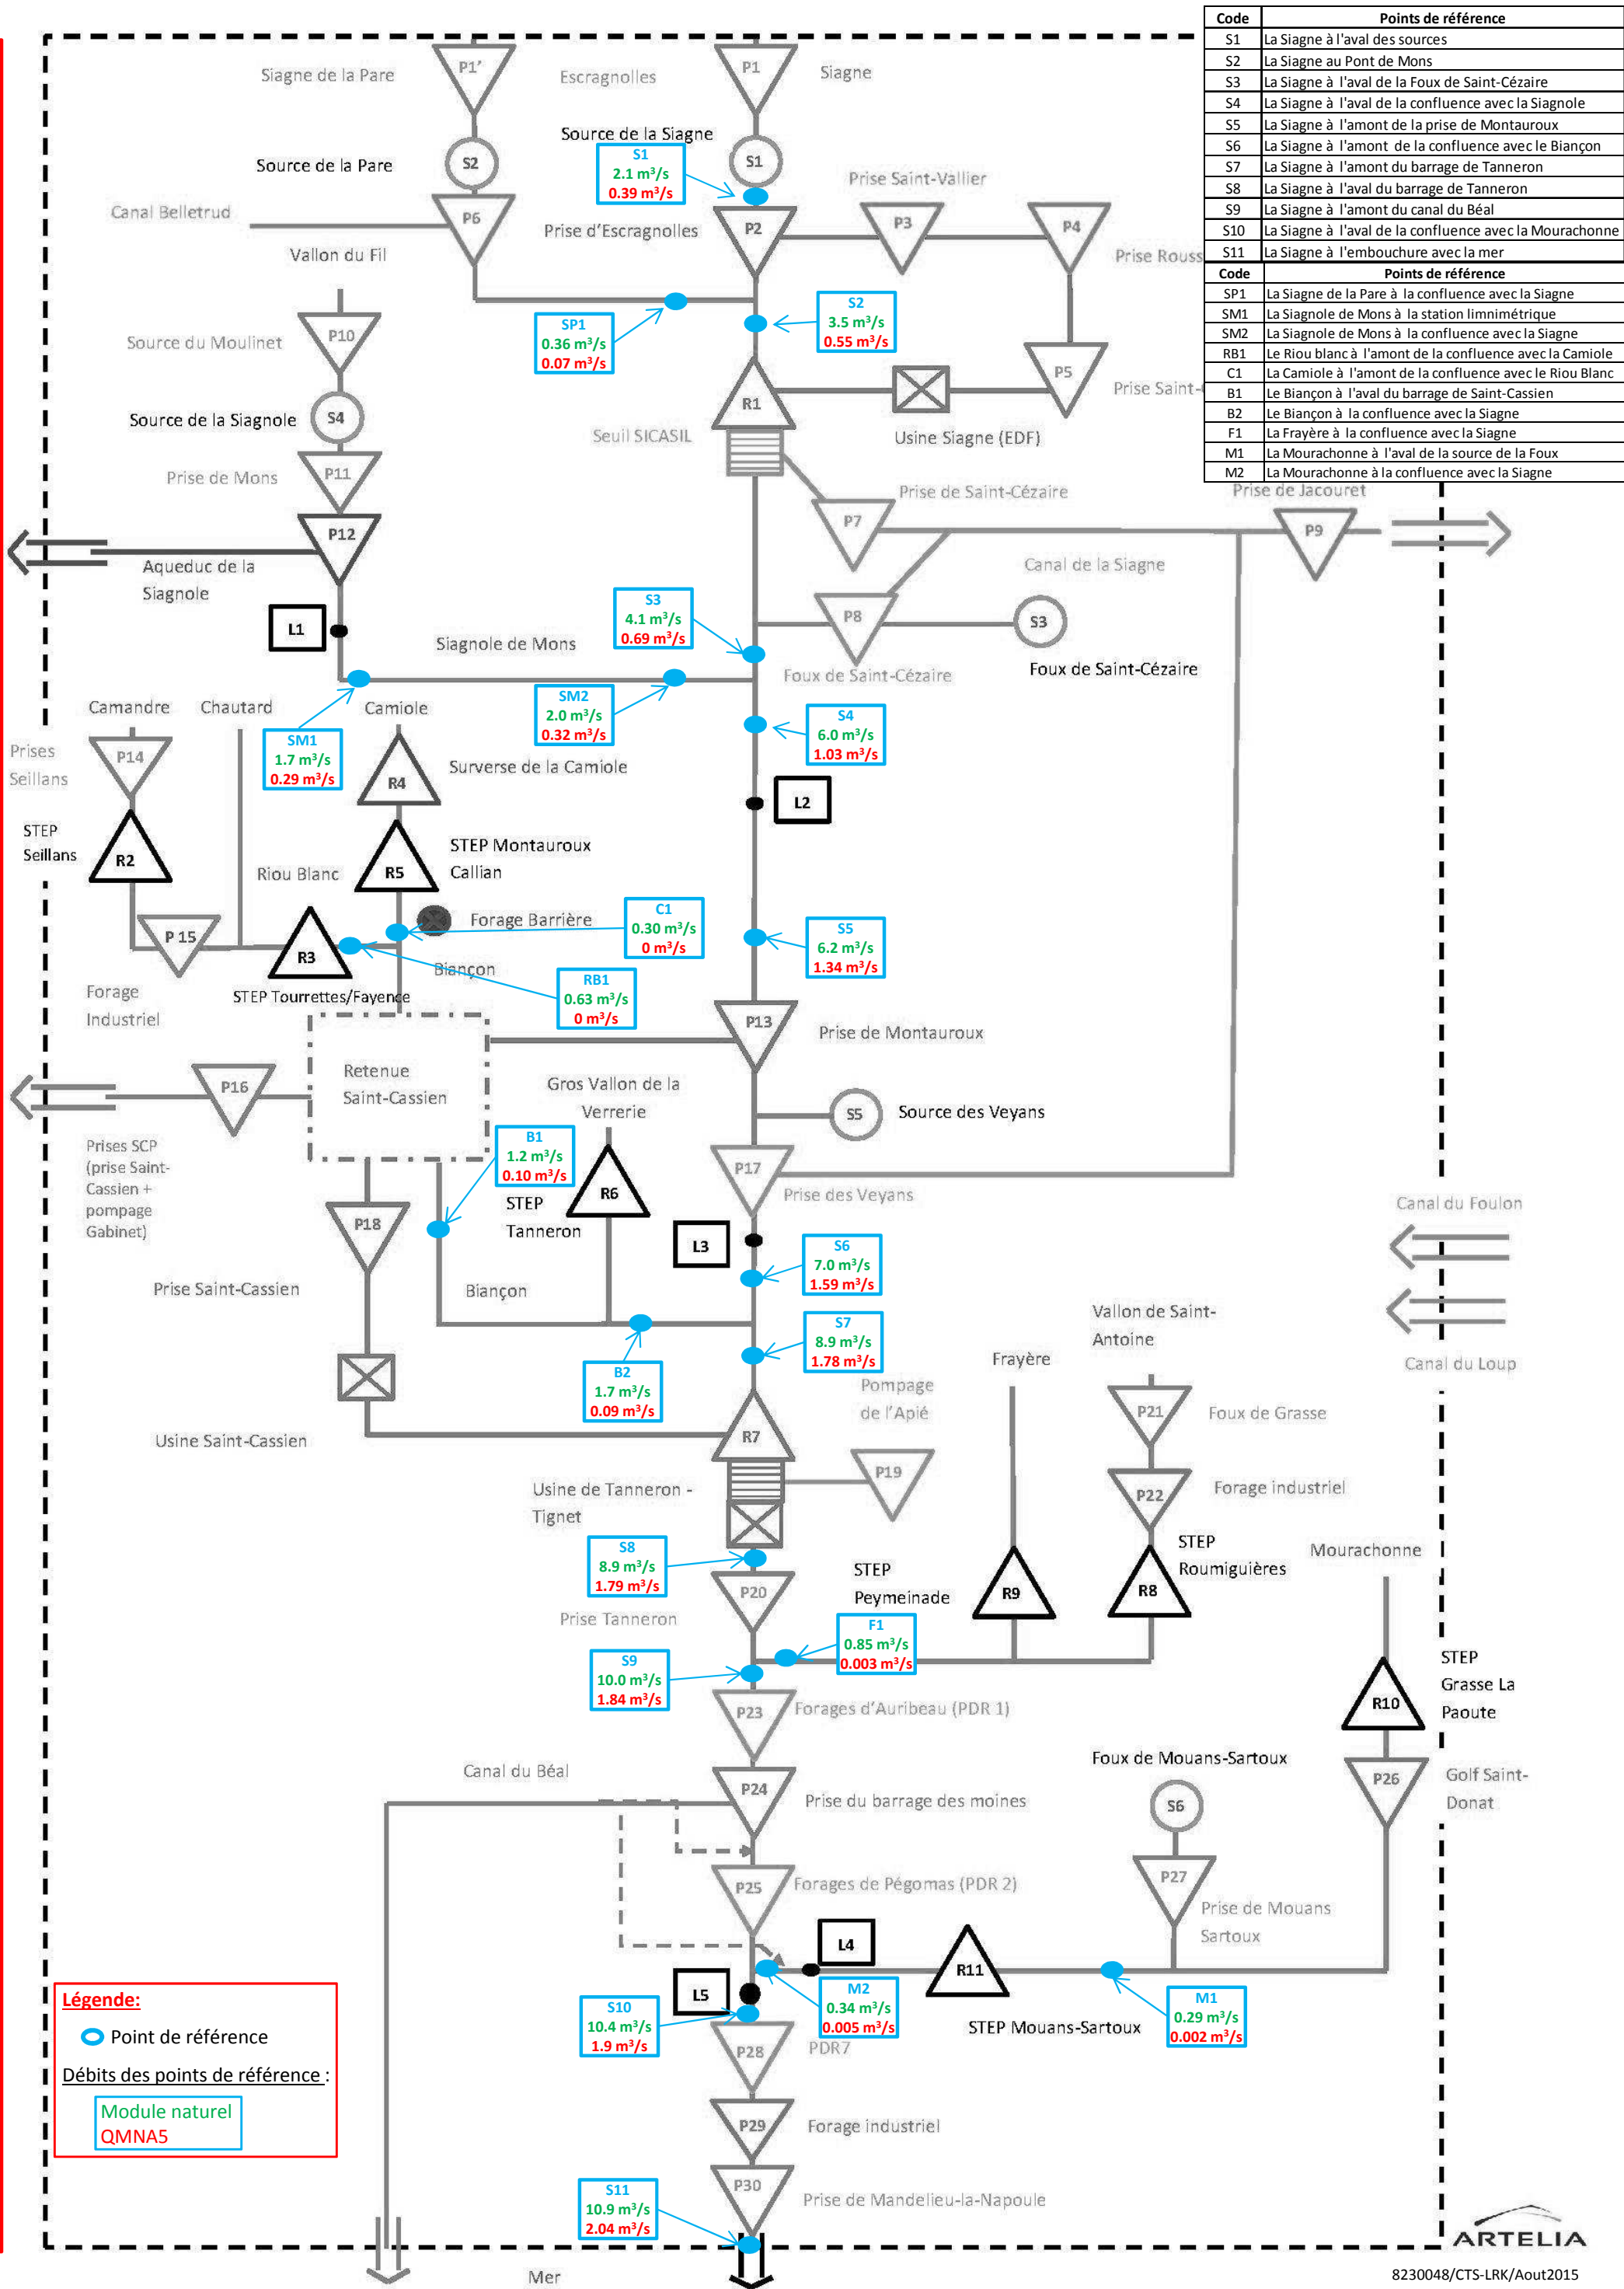 Code Points de référence
S1 La Siagne à l'aval des sources
S2 La Siagne au Pont de Mons
S3 La Siagne à l'aval de la Foux de Saint-Cézaire
S4 La Siagne à l'aval de la confluence avec la Siagnole
S5 La Siagne à l'amont de la prise de Montauroux
S6 La Siagne à l'amont de la confluence avec le Biançon
S7 La Siagne à l'amont du barrage de Tanneron
S8 La Siagne à l'aval du barrage de Tanneron
S9 La Siagne à l'amont du canal du Béal
S10 La Siagne à l'aval de la confluence avec la Mourachonne
S11 La Siagne à l'embouchure avec la mer
Code Points de référence
SP1 La Siagne de la Pare à la confluence avec la Siagne
SM1 La Siagnole de Mons à la station limnimétrique
SM2 La Siagnole de Mons à la confluence avec la Siagne
RB1 Le Riou blanc à l'amont de la confluence avec la Camiole
C1 La Camiole à l'amont de la confluence avec le Riou Blanc
B1 Le Biançon à l'aval du barrage de Saint-Cassien
B2 Le Biançon à la confluence avec la Siagne
F1 La Frayère à la confluence avec la Siagne
M1 La Mourachonne à l'aval de la source de la Foux
M2 La Mourachonne à la confluence avec la Siagne
Siagne de la Pare
P1'
Escragnolles
P1
Siagne
Source de la Siagne
Source de la Pare
S2
S1
2.1 m³/s
0.39 m³/s
S1
Prise Saint-Vallier
Canal Belletrud
P6
Prise d'Escragnolles
P2
P3
P4
Prise Rouss
Vallon du Fil
SP1
0.36 m³/s
0.07 m³/s
S2
3.5 m³/s
0.55 m³/s
Source du Moulinet
P10
P5
Prise Saint-
R1
Source de la Siagnole
S4
Seuil SICASIL
Usine Siagne (EDF)
Prise de Mons
P11
Prise de Saint-Cézaire
Prise de Jacouret
P7
P9
P12
Aqueduc de la
Siagnole
Canal de la Siagne
L1
S3
4.1 m³/s
0.69 m³/s
P8
S3
Siagnole de Mons
Foux de Saint-Cézaire
Foux de Saint-Cézaire
SM2
2.0 m³/s
0.32 m³/s
Camandre
Chautard
Camiole
SM1
1.7 m³/s
0.29 m³/s
S4
6.0 m³/s
1.03 m³/s
Prises
Seillans
P14
R4
Surverse de la Camiole
L2
STEP
Seillans
R2
Riou Blanc
R5
STEP Montauroux
Callian
Forage Barrière
C1
0.30 m³/s
0 m³/s
S5
6.2 m³/s
1.34 m³/s
P 15
R3
Biançon
Forage
Industriel
STEP Tourrettes/Fayence
RB1
0.63 m³/s
0 m³/s
P13
Prise de Montauroux
Retenue
Saint-Cassien
P16
Gros Vallon de la
Verrerie
S5
Source des Veyans
Prises SCP
(prise Saint-
Cassien +
pompage
Gabinet)
B1
1.2 m³/s
0.10 m³/s
STEP
Tanneron
R6
P17
Prise des Veyans
P18
L3
Canal du Foulon
S6
7.0 m³/s
1.59 m³/s
Prise Saint-Cassien
Biançon
Vallon de Saint-
Antoine
S7
8.9 m³/s
1.78 m³/s
Frayère
Canal du Loup
B2
1.7 m³/s
0.09 m³/s
Pompage
de l'Apié
P21
Foux de Grasse
Usine Saint-Cassien
R7
P19
P22
Forage industriel
Usine de Tanneron -
Tignet
S8
8.9 m³/s
1.79 m³/s
STEP
Peymeinade
R9
STEP
Roumiguières
R8
Mourachonne
P20
Prise Tanneron
F1
0.85 m³/s
0.003 m³/s
S9
10.0 m³/s
1.84 m³/s
STEP
Grasse La
Paoute
R10
P23
Forages d'Auribeau (PDR 1)
Canal du Béal
P24
Prise du barrage des moines
Foux de Mouans-Sartoux
S6
P26
Golf Saint-
Donat
P25
Forages de Pégomas (PDR 2)
P27
Prise de Mouans
Sartoux
L4
R11
L5
M2
0.34 m³/s
0.005 m³/s
M1
0.29 m³/s
0.002 m³/s
S10
10.4 m³/s
1.9 m³/s
STEP Mouans-Sartoux
P28
PDR7
Légende:
Point de référence
Débits des points de référence :
Module naturel
QMNA5
P29
Forage industriel
P30
Prise de Mandelieu-la-Napoule
S11
10.9 m³/s
2.04 m³/s
Mer
ARTELIA
8230048/CTS-LRK/Aout2015